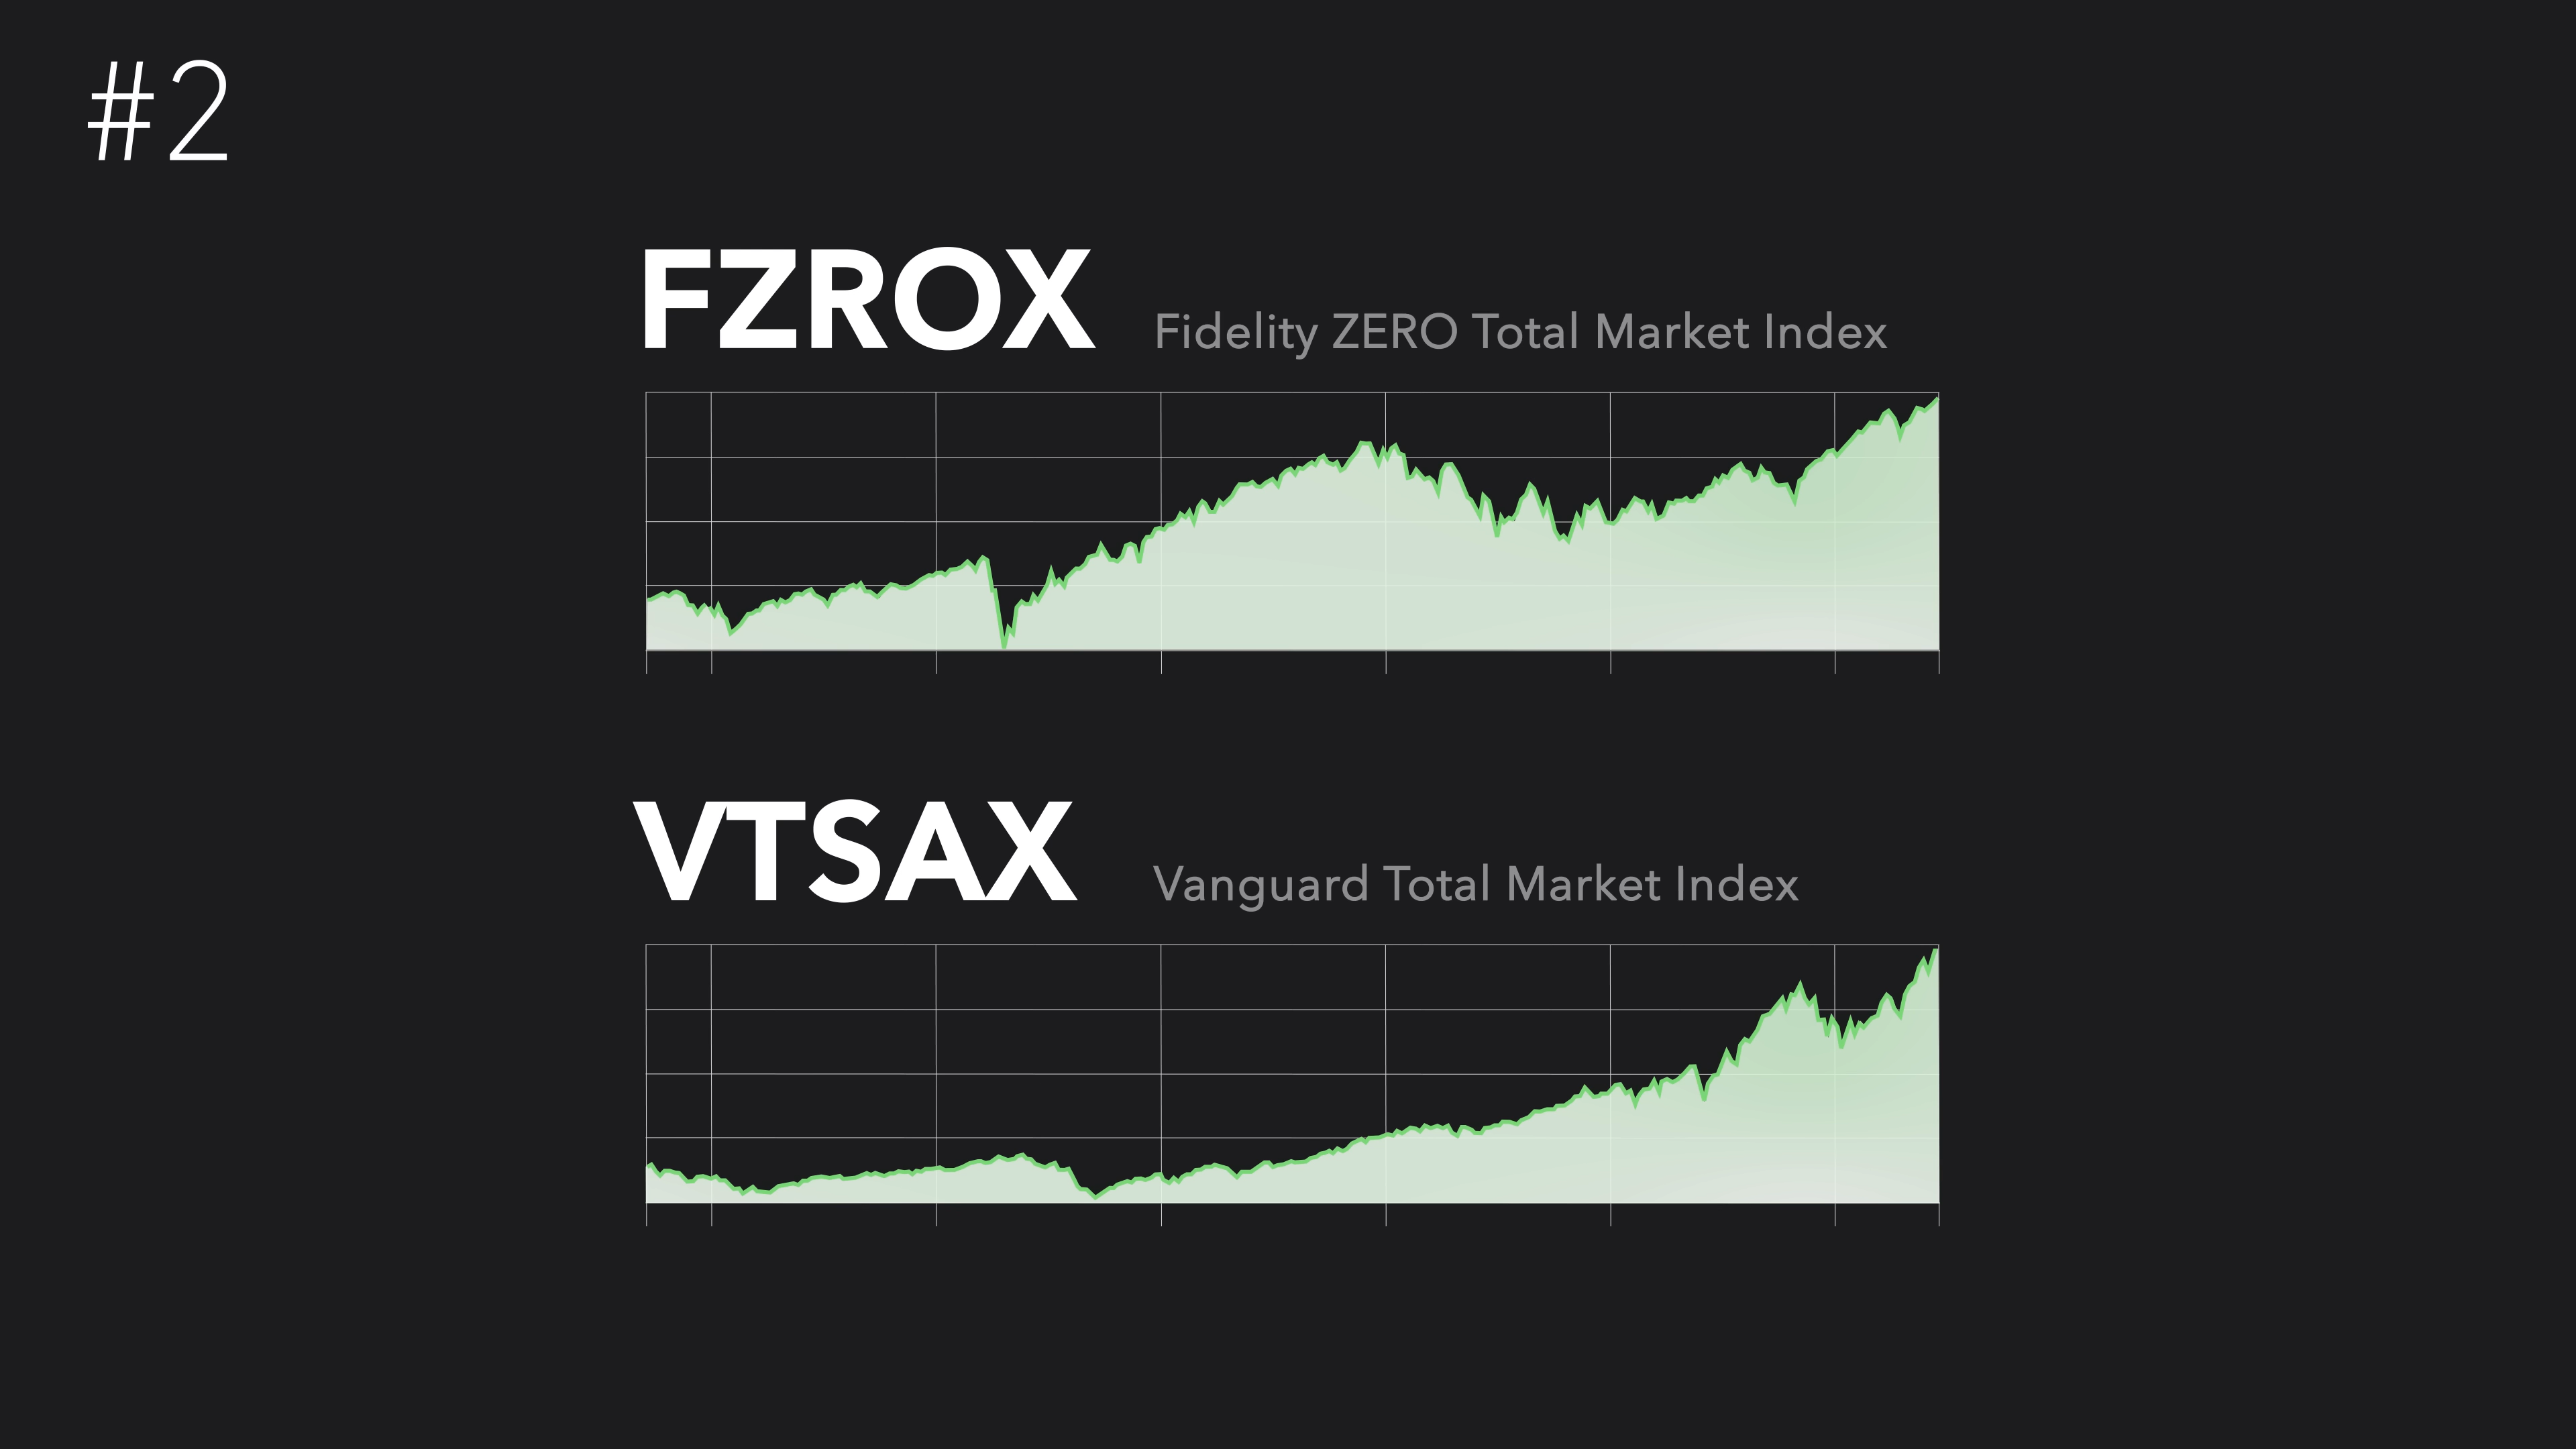 #2
FZROX Fidelity ZERO Total Market Index
VTSAX Vanguard Total Market Index